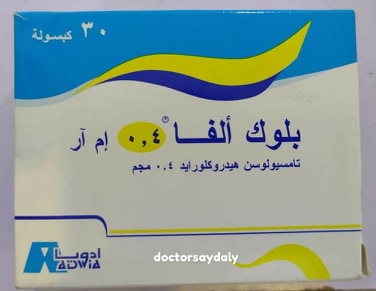 ٣٠ كبسولة
بلوك ألفا® ٠,٤ إم آر
تامسيولوسن هيدروكلورايد ٠,٤ مجم
ادويا
ADWIA
doctorsaydaly